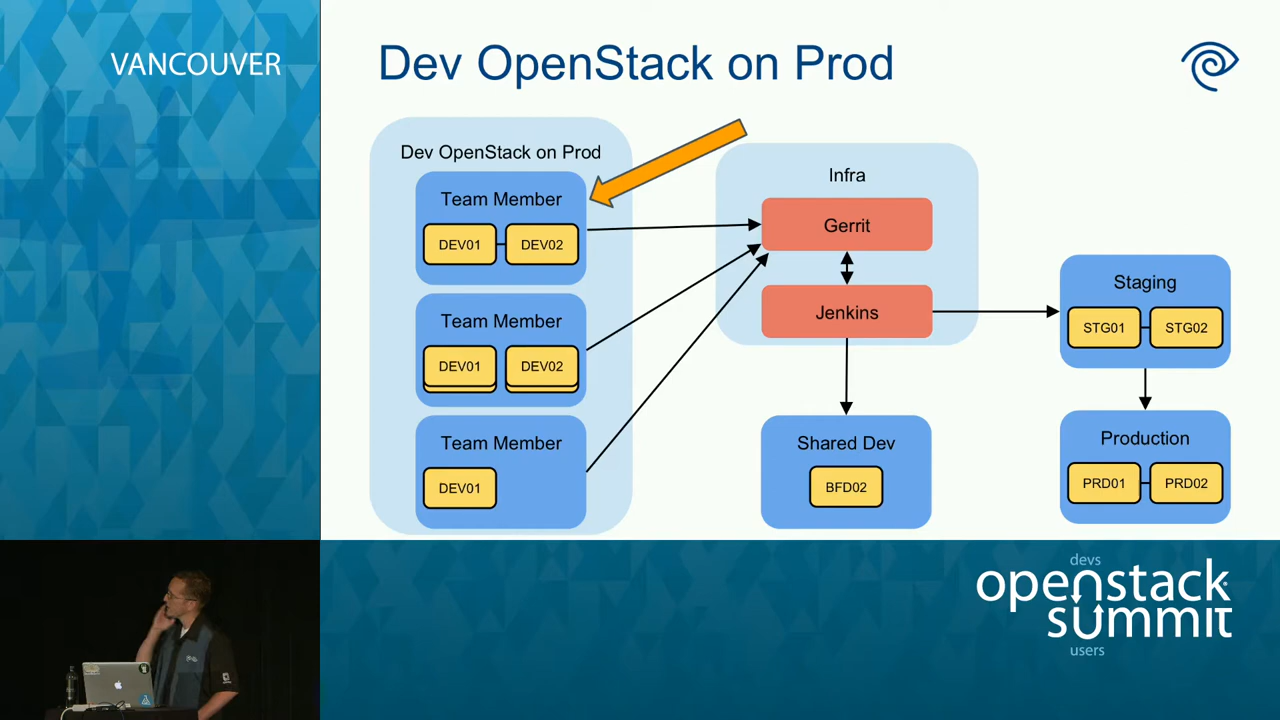 VANCOUVER
Dev OpenStack on Prod
Dev OpenStack on Prod
Team Member
DEV01
DEV02
Team Member
DEV01
DEV02
Team Member
DEV01
Infra
Gerrit
Jenkins
Shared Dev
BFD02
Staging
STG01
STG02
Production
PRD01
PRD02
devs
openstack
summit
users